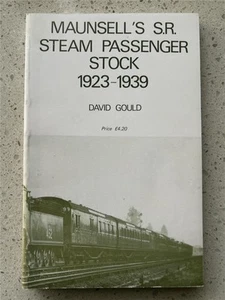 MAUNSELL'S S.R.
STEAM PASSENGER
STOCK
1923-1939
DAVID GOULD
Price £4.20